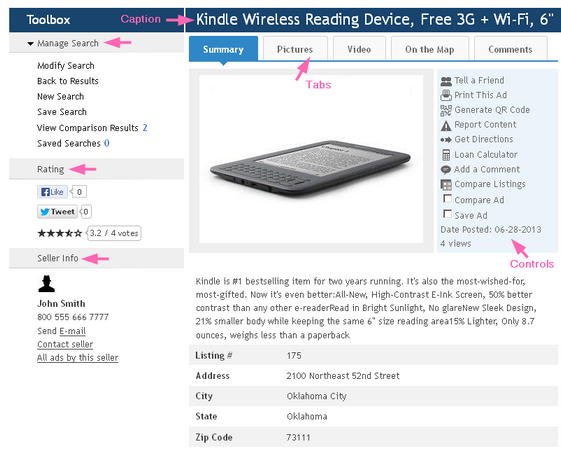 Toolbox
Caption
Kindle Wireless Reading Device, Free 3G + Wi-Fi, 6"
Manage Search
Modify Search
Back to Results
New Search
Save Search
View Comparison Results 2
Saved Searches 0
Rating
Like 0
Tweet 0
3.2 / 4 votes
Seller Info
John Smith
800 555 666 7777
Send E-mail
Contact seller
All ads by this seller
Summary
Pictures
Video
On the Map
Comments
Tabs
Tell a Friend
Print This Ad
Generate QR Code
Report Content
Get Directions
Loan Calculator
Add a Comment
Compare Listings
Compare Ad
Save Ad
Date Posted: 06-28-2013
4 views
Controls
Kindle is #1 bestselling item for two years running. It's also the most-wished-for,
most-gifted. Now it's even better:All-New, High-Contrast E-Ink Screen, 50% better
contrast than any other e-readerRead in Bright Sunlight, No glareNew Sleek Design,
21% smaller body while keeping the same 6" size reading area15% Lighter, Only 8.7
ounces, weighs less than a paperback
Listing # 175
Address 2100 Northeast 52nd Street
City Oklahoma City
State Oklahoma
Zip Code 73111